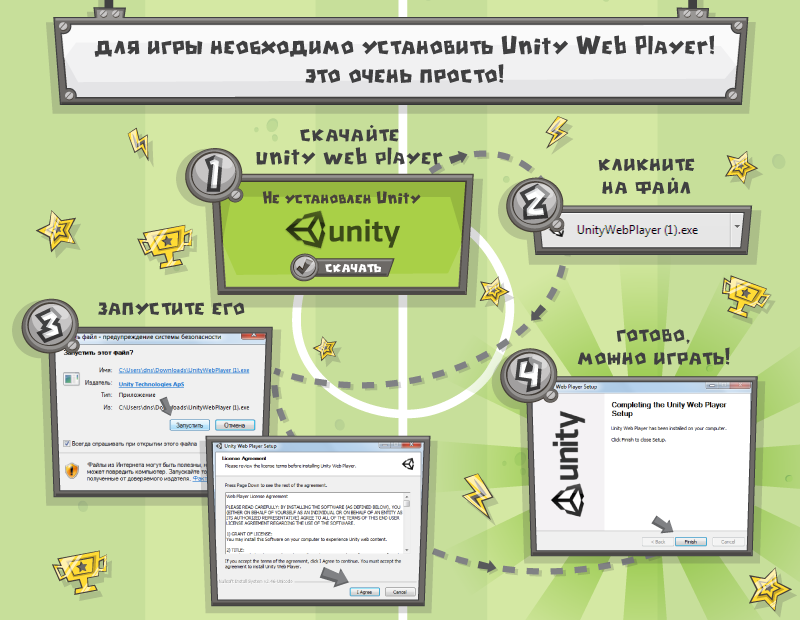 ДЛЯ ИГРЫ НЕОБХОДИМО УСТАНОВИТЬ Unity Web Player!
ЭТО ОЧЕНЬ ПРОСТО!
1
СКАЧАЙТЕ
unity web player
Не установлен Unity
unity
СКАЧАТЬ
2
КЛИКНИТЕ
НА ФАЙЛ
UnityWebPlayer (1).exe
3
ЗАПУСТИТЕ ЕГО
файл - предупреждение системы безопасности
Запустить этот файл?
Имя: C:\Users\dns\Downloads\UnityWebPlayer (1).exe
Издатель: Unity Technologies ApS
Тип: Приложение
Из: C:\Users\dns\Downloads\UnityWebPlayer (1).exe
Запустить
Отмена
Всегда спрашивать при открытии этого файла
Файлы из Интернета могут быть полезны,
может повредить компьютер. Запускайте
полученные от доверяемого издателя.
Unity Web Player Setup
License Agreement
Please review the license terms before installing Unity Web Player.
Press Page Down to see the rest of the agreement.
Web Player License Agreement
PLEASE READ CAREFULLY: BY INSTALLING THE SOFTWARE (AS DEFINED BELOW), YOU
(EITHER ON BEHALF OF YOURSELF AS AN INDIVIDUAL OR ON BEHALF OF AN ENTITY AS
ITS AUTHORIZED REPRESENTATIVE) AGREE TO ALL OF THE TERMS OF THIS END USER
LICENSE AGREEMENT REGARDING THE USE OF THE SOFTWARE.
1) GRANT OF LICENSE:
You may install this Software on your computer to experience Unity web content.
2) TITLE:
If you accept the terms of the agreement, click I Agree to continue. You must accept the
agreement to install Unity Web Player.
I Agree
Cancel
4
ГОТОВО,
МОЖНО ИГРАТЬ!
Web Player Setup
unity
Completing the Unity Web Player
Setup
Unity Web Player has been installed on your computer.
Click Finish to close Setup.
< Back
Finish
Cancel